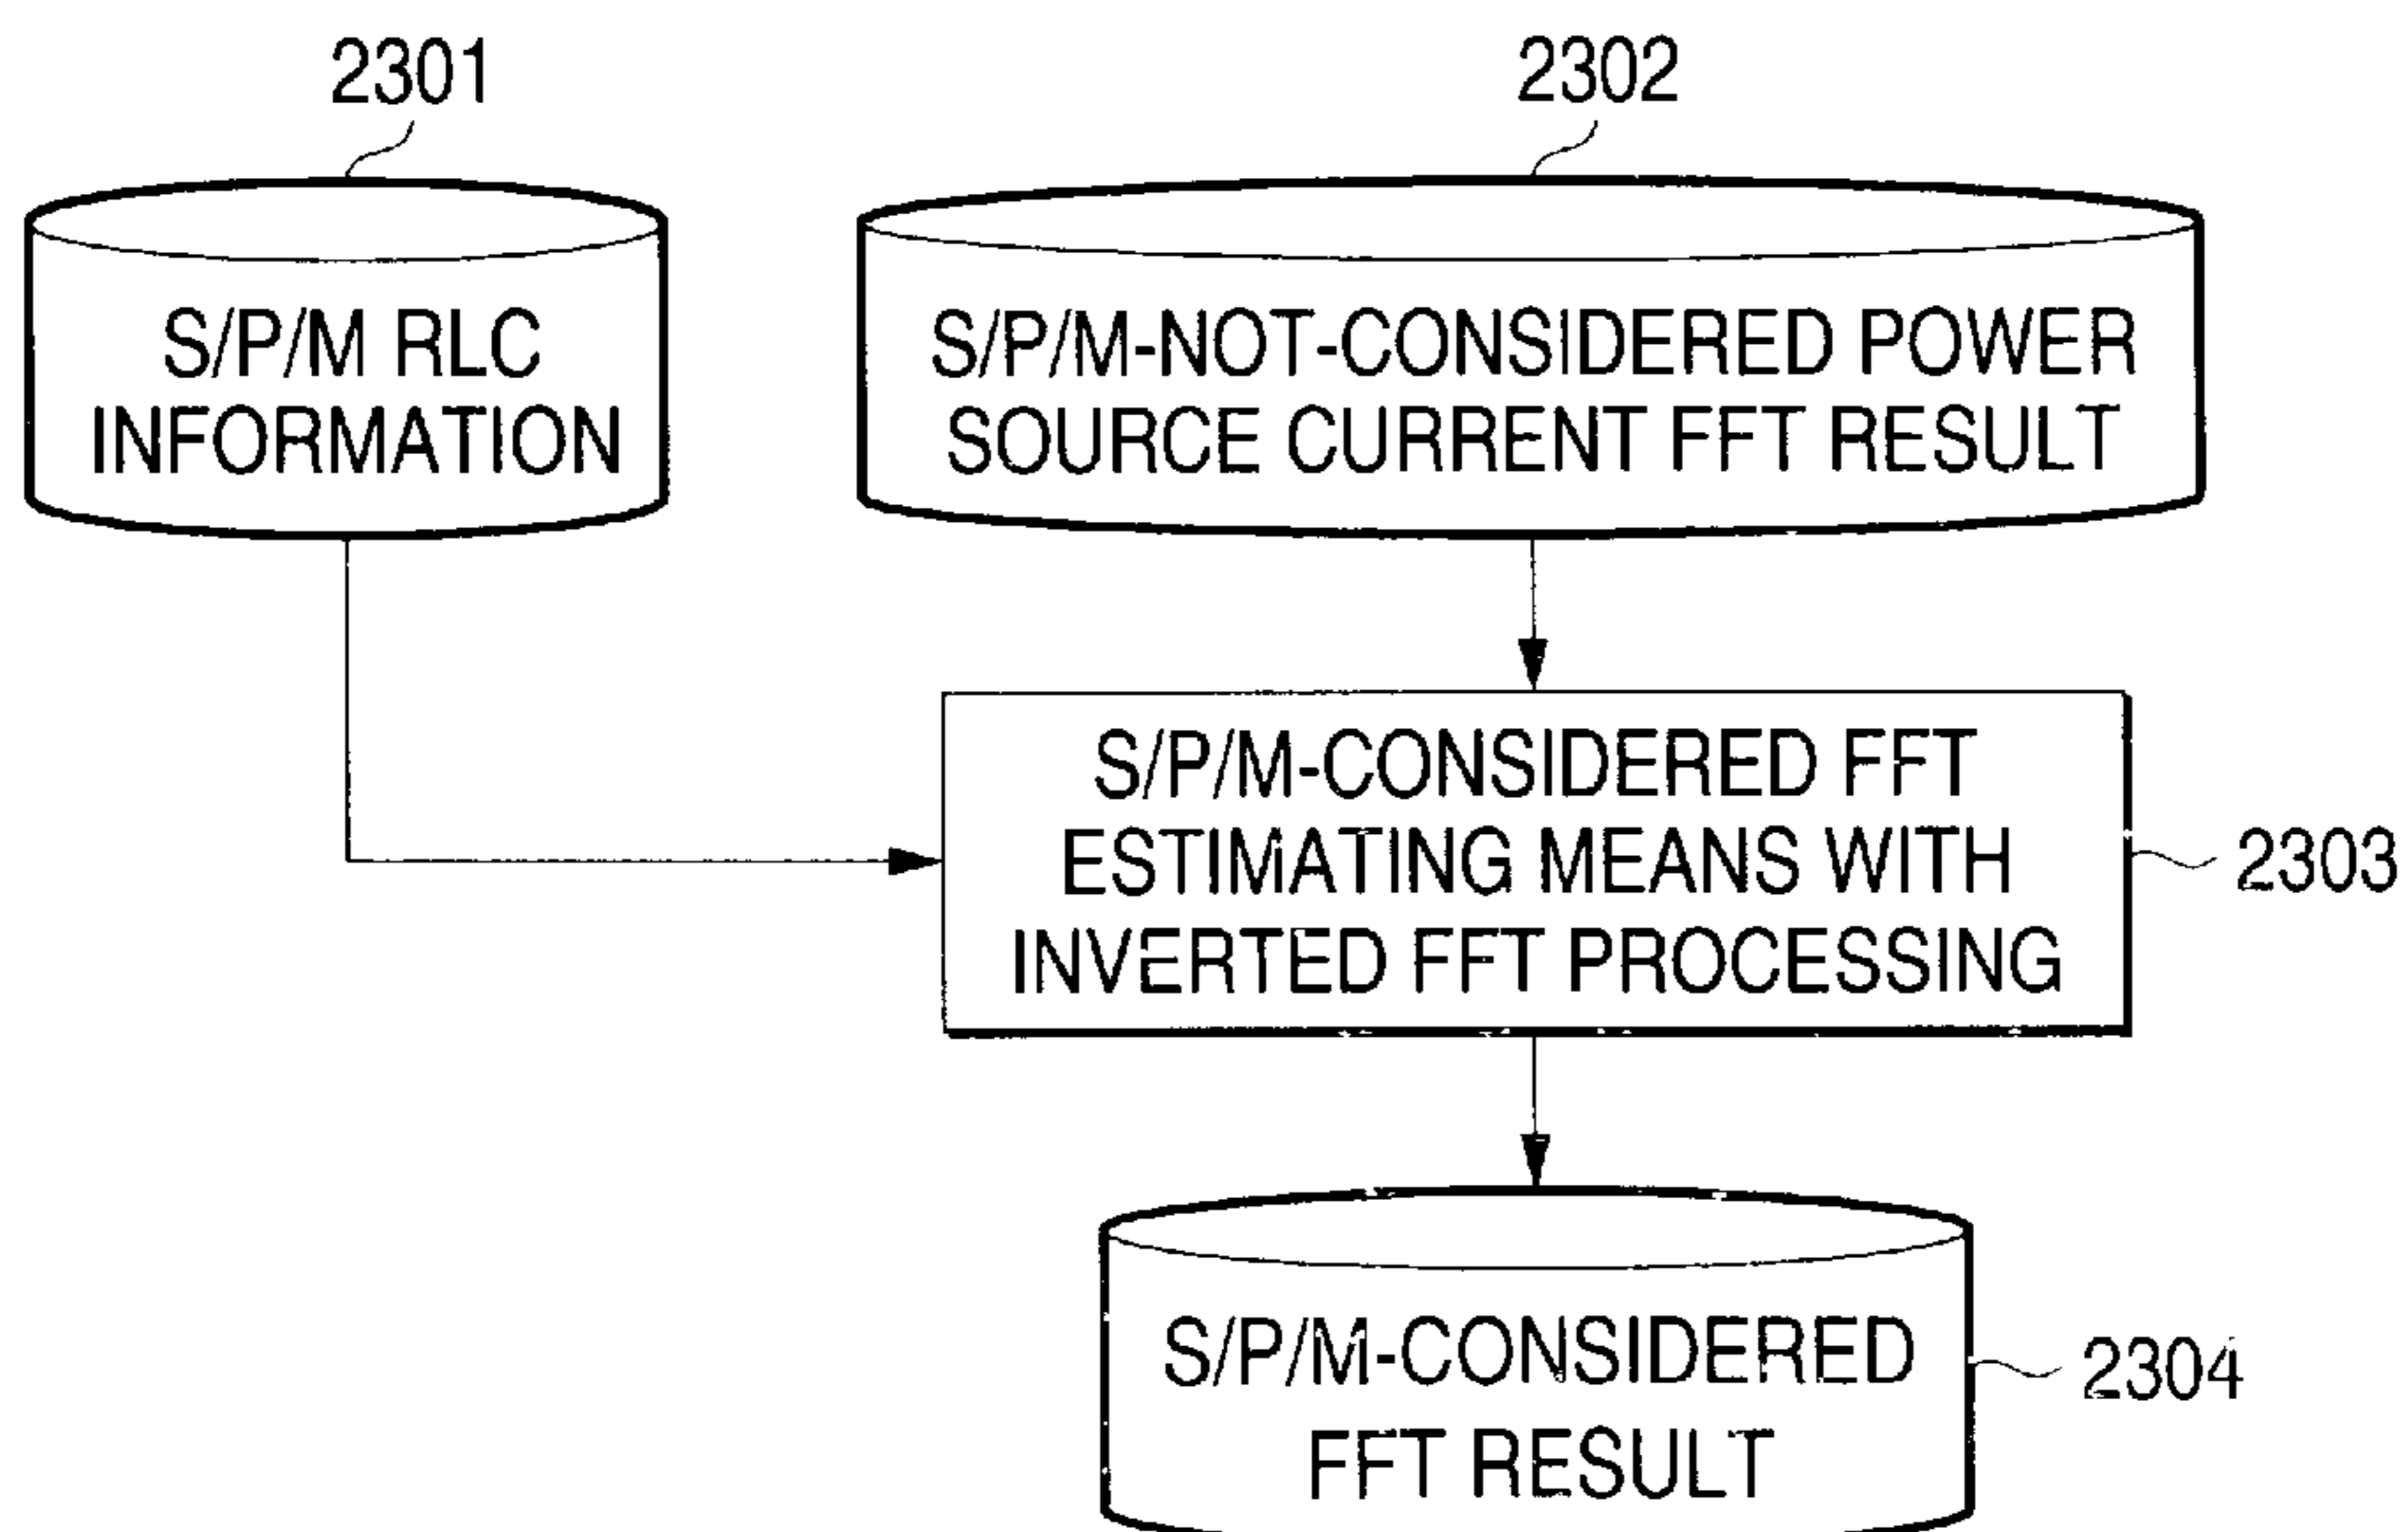 2301
2302
S/P/M RLC
INFORMATION
S/P/M-NOT-CONSIDERED POWER
SOURCE CURRENT FFT RESULT
S/P/M-CONSIDERED FFT
ESTIMATING MEANS WITH
INVERTED FFT PROCESSING
2303
S/P/M-CONSIDERED
FFT RESULT
2304